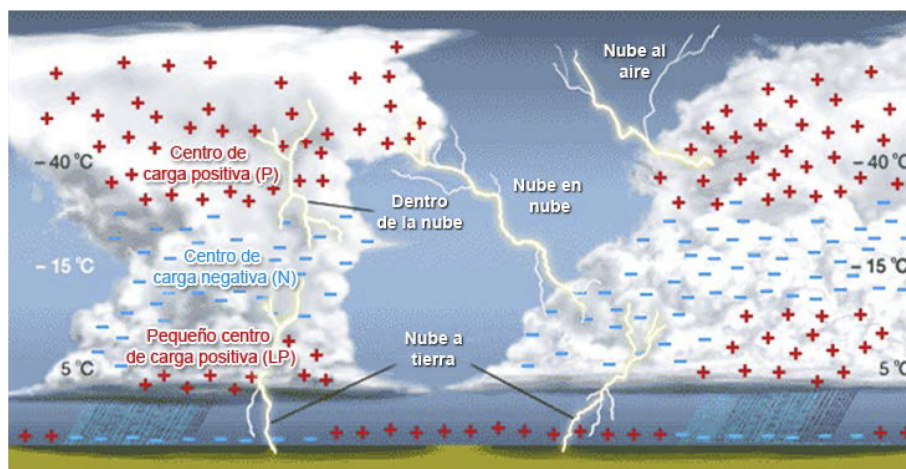 Nube al
aire
– 40 °C
Centro de
carga positiva (P)
– 40 °C
Dentro
de la nube
Nube en
nube
– 15 °C
Centro de
carga negativa (N)
– 15 °C
Pequeño centro
de carga positiva (LP)
Nube a
tierra
5 °C
5 °C